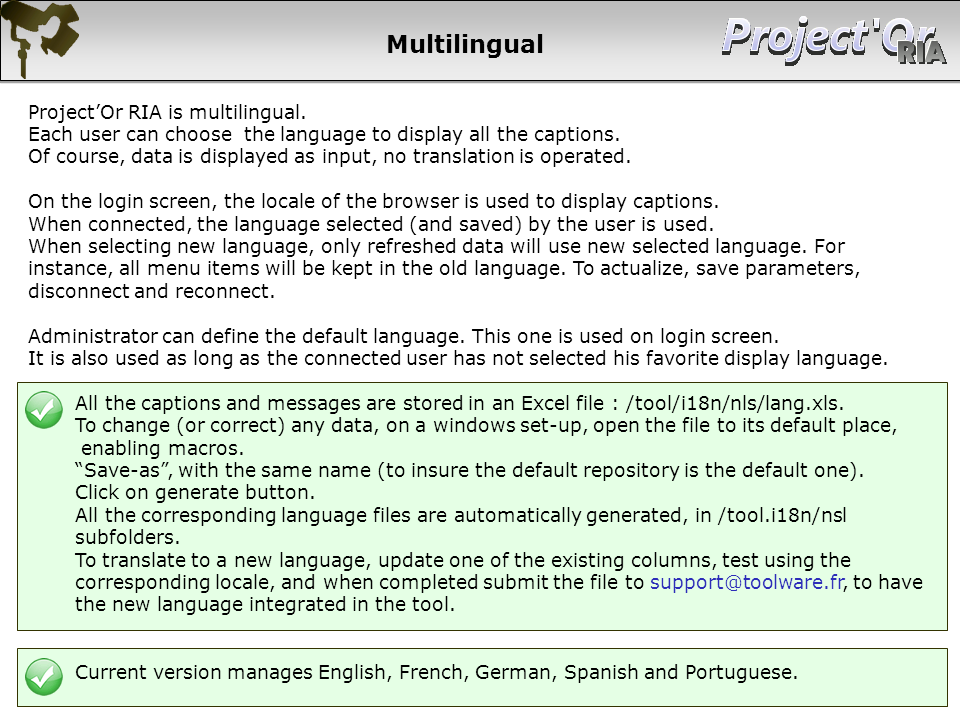 Multilingual
Project'Or
RIA
Project’Or RIA is multilingual.
Each user can choose  the language to display all the captions.
Of course, data is displayed as input, no translation is operated.
On the login screen, the locale of the browser is used to display captions.
When connected, the language selected (and saved) by the user is used.
When selecting new language, only refreshed data will use new selected language. For
instance, all menu items will be kept in the old language. To actualize, save parameters,
disconnect and reconnect.
Administrator can define the default language. This one is used on login screen.
It is also used as long as the connected user has not selected his favorite display language.
All the captions and messages are stored in an Excel file : /tool/i18n/nls/lang.xls.
To change (or correct) any data, on a windows set-up, open the file to its default place,
enabling macros.
“Save-as”, with the same name (to insure the default repository is the default one).
Click on generate button.
All the corresponding language files are automatically generated, in /tool.i18n/nsl
subfolders.
To translate to a new language, update one of the existing columns, test using the
corresponding locale, and when completed submit the file to support@toolware.fr, to have
the new language integrated in the tool.
Current version manages English, French, German, Spanish and Portuguese.